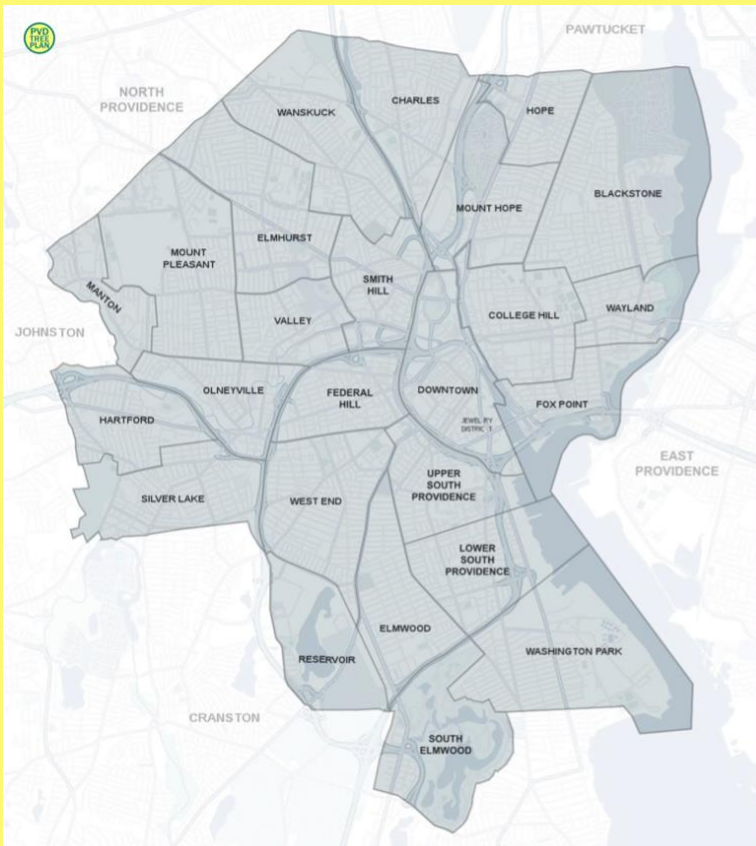 PVD
TREE
PLAN
PAWTUCKET
NORTH
PROVIDENCE
WANSKUCK
CHARLES
HOPE
BLACKSTONE
MOUNT HOPE
ELMHURST
MOUNT
PLEASANT
SMITH
HILL
MANTON
VALLEY
COLLEGE HILL
WAYLAND
JOHNSTON
OLNEYVILLE
FEDERAL
HILL
DOWNTOWN
FOX POINT
HARTFORD
JEWELRY
DISTRICT
EAST
PROVIDENCE
UPPER
SOUTH
PROVIDENCE
SILVER LAKE
WEST END
LOWER
SOUTH
PROVIDENCE
ELMWOOD
WASHINGTON PARK
RESERVOIR
CRANSTON
SOUTH
ELMWOOD